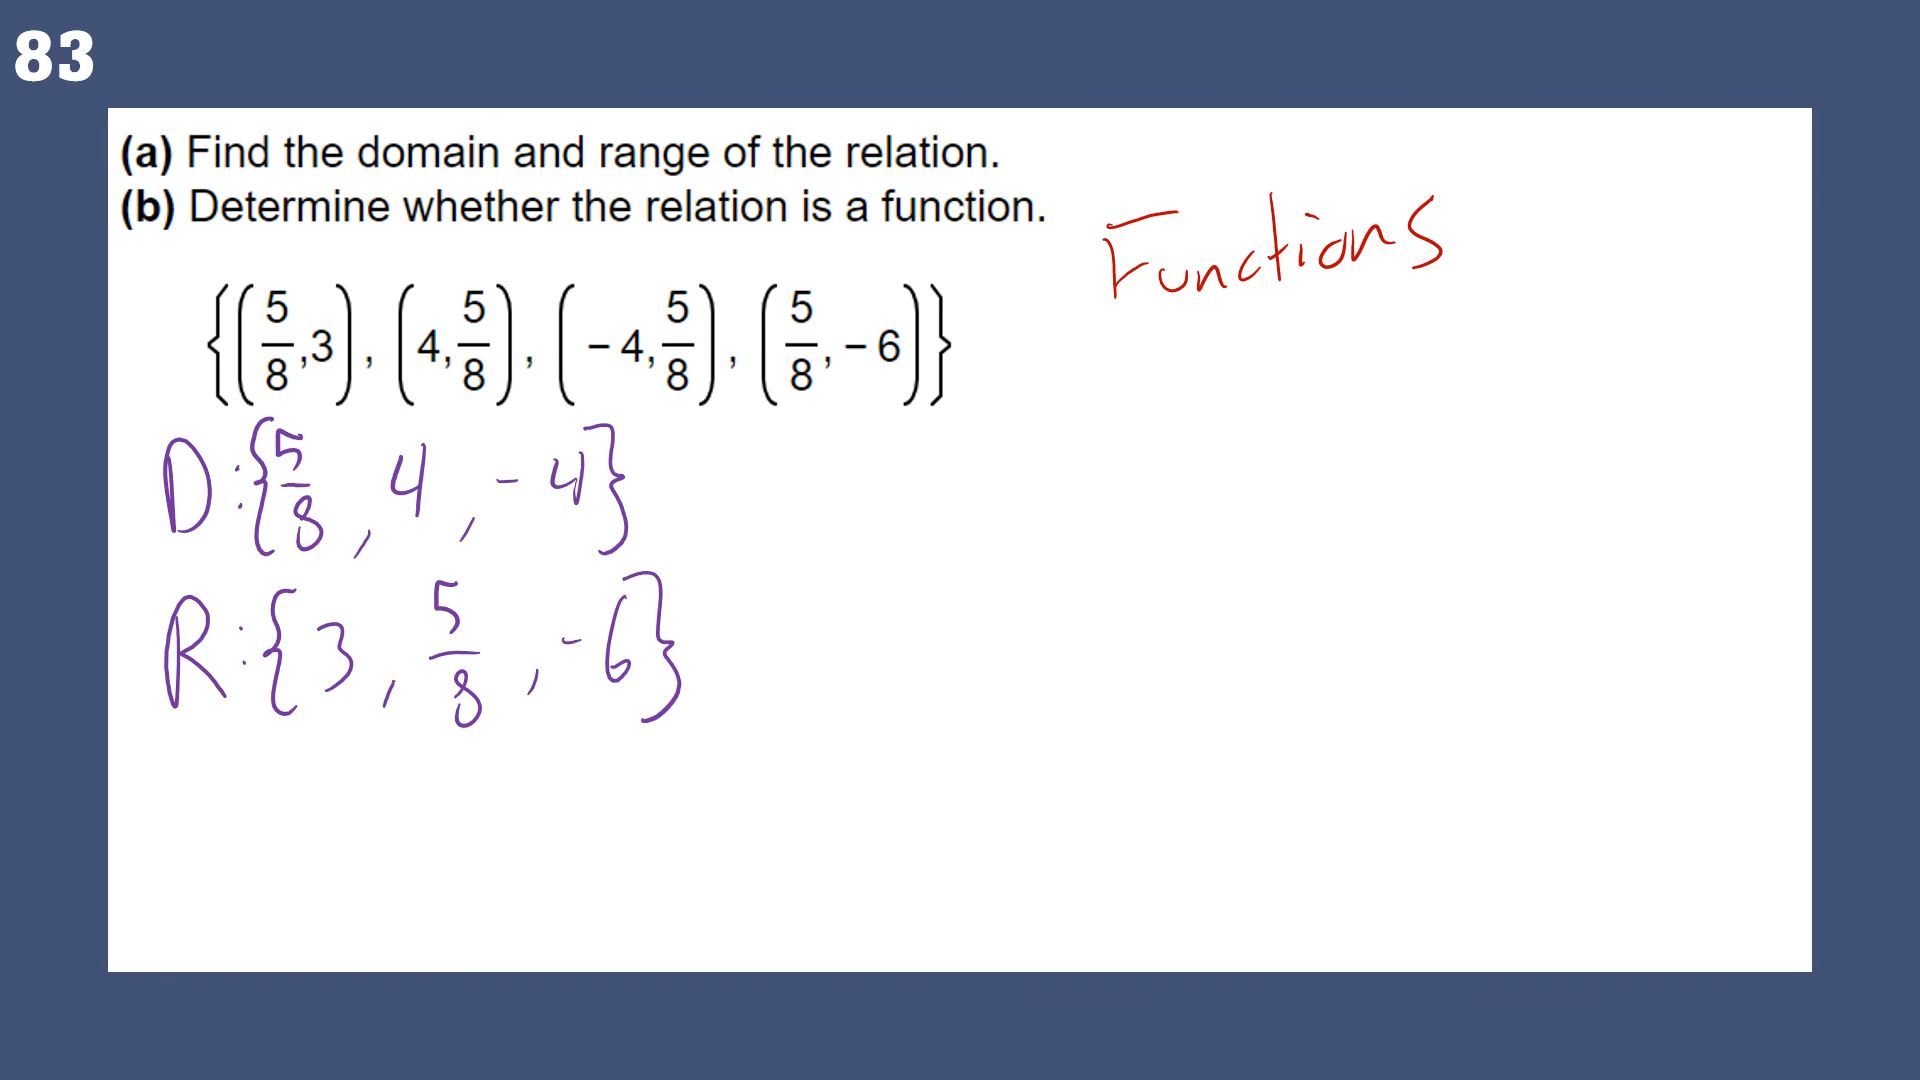 83
(a) Find the domain and range of the relation.
(b) Determine whether the relation is a function.
Functions
{(5/8,3), (4,5/8), (-4,5/8), (5/8,-6)}
D:{5/8, 4, -4}
R:{3, 5/8, -6}